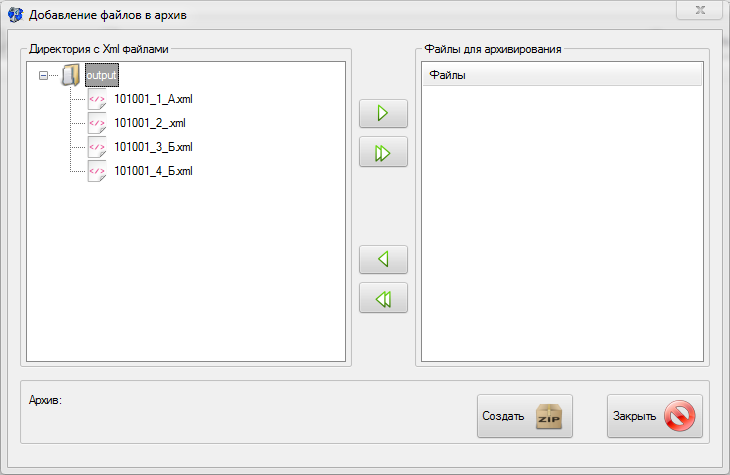 Добавление файлов в архив
Директория с Xml файлами
Файлы для архивирования
output
101001_1_А.xml
101001_2_.xml
101001_3_Б.xml
101001_4_Б.xml
Файлы
Архив:
Создать
ZIP
Закрыть